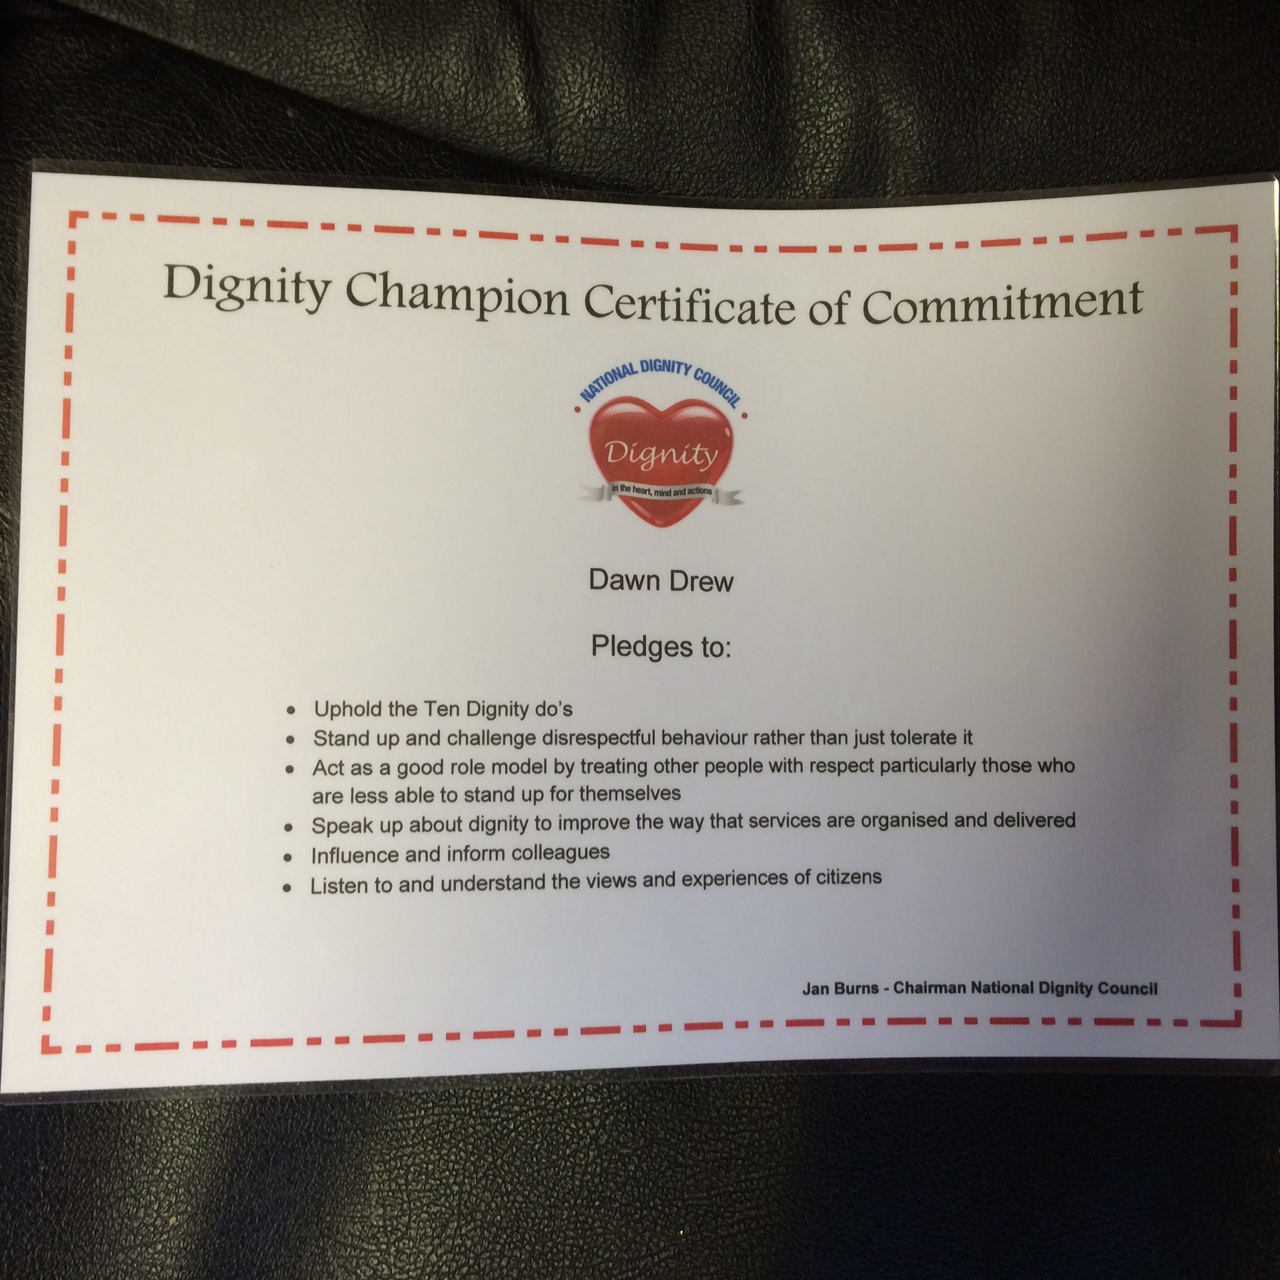 Dignity Champion Certificate of Commitment
• NATIONAL DIGNITY COUNCIL •
Dignity
in the heart, mind and actions
Dawn Drew
Pledges to:
• Uphold the Ten Dignity do's
• Stand up and challenge disrespectful behaviour rather than just tolerate it
• Act as a good role model by treating other people with respect particularly those who
are less able to stand up for themselves
• Speak up about dignity to improve the way that services are organised and delivered
• Influence and inform colleagues
• Listen to and understand the views and experiences of citizens
Jan Burns - Chairman National Dignity Council